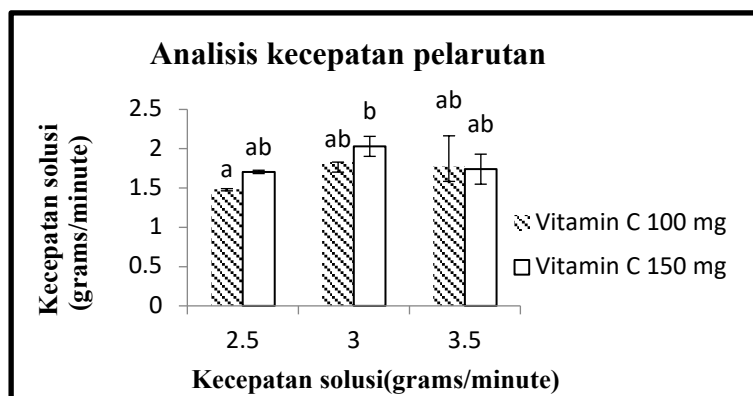 Analisis kecepatan pelarutan
Kecepatan solusi
(grams/minute)
2.5
2
1.5
1
0.5
0
a
ab
ab
b
ab
ab
2.5
3
3.5
Vitamin C 100 mg
Vitamin C 150 mg
Kecepatan solusi(grams/minute)